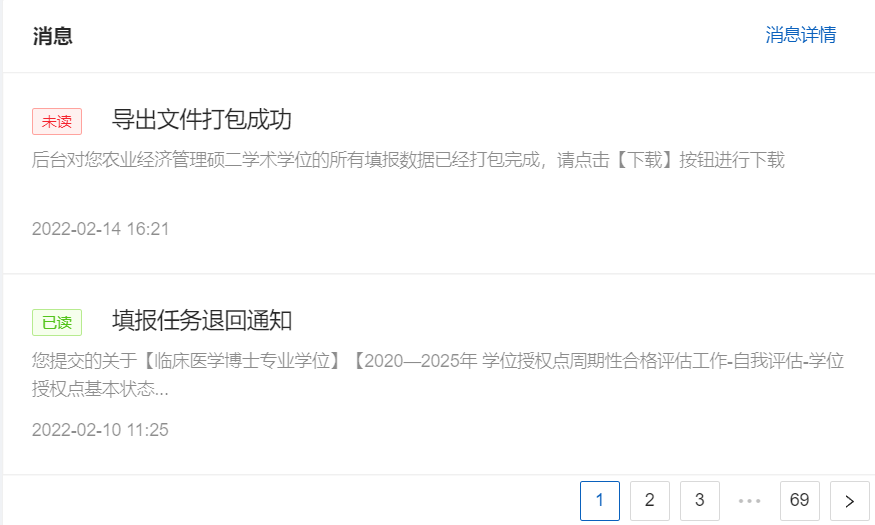 消息
消息详情
未读 导出文件打包成功
后台对您农业经济管理硕二学术学位的所有填报数据已经打包完成，请点击【下载】按钮进行下载
2022-02-14 16:21
已读 填报任务退回通知
您提交的关于【临床医学博士专业学位】【2020—2025年 学位授权点周期性合格评估工作-自我评估-学位
授权点基本状态...
2022-02-10 11:25
1 2 3 ••• 69 >